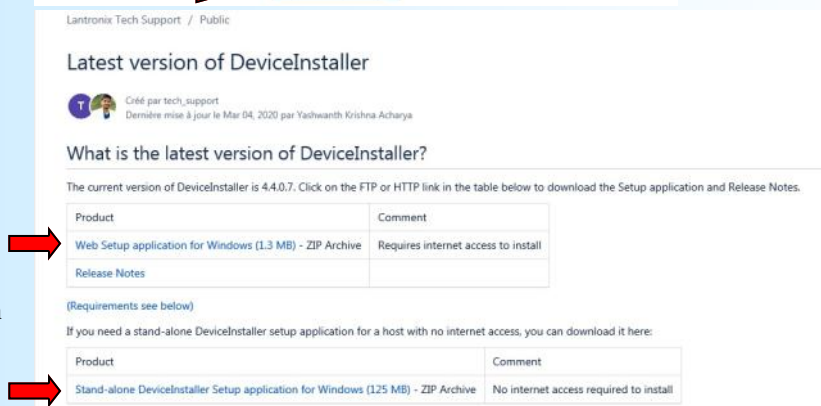 Lantronix Tech Support / Public
Latest version of DeviceInstaller
T
Créé par tech_support
Dernière mise à jour le Mar 04, 2020 par Yashwanth Krishna Acharya
What is the latest version of DeviceInstaller?
The current version of DeviceInstaller is 4.4.0.7. Click on the FTP or HTTP link in the table below to download the Setup application and Release Notes.
Product Comment
Web Setup application for Windows (1.3 MB) - ZIP Archive Requires internet access to install
Release Notes
(Requirements see below)
If you need a stand-alone DeviceInstaller setup application for a host with no internet access, you can download it here:
Product Comment
Stand-alone DeviceInstaller Setup application for Windows (125 MB) - ZIP Archive No internet access required to install